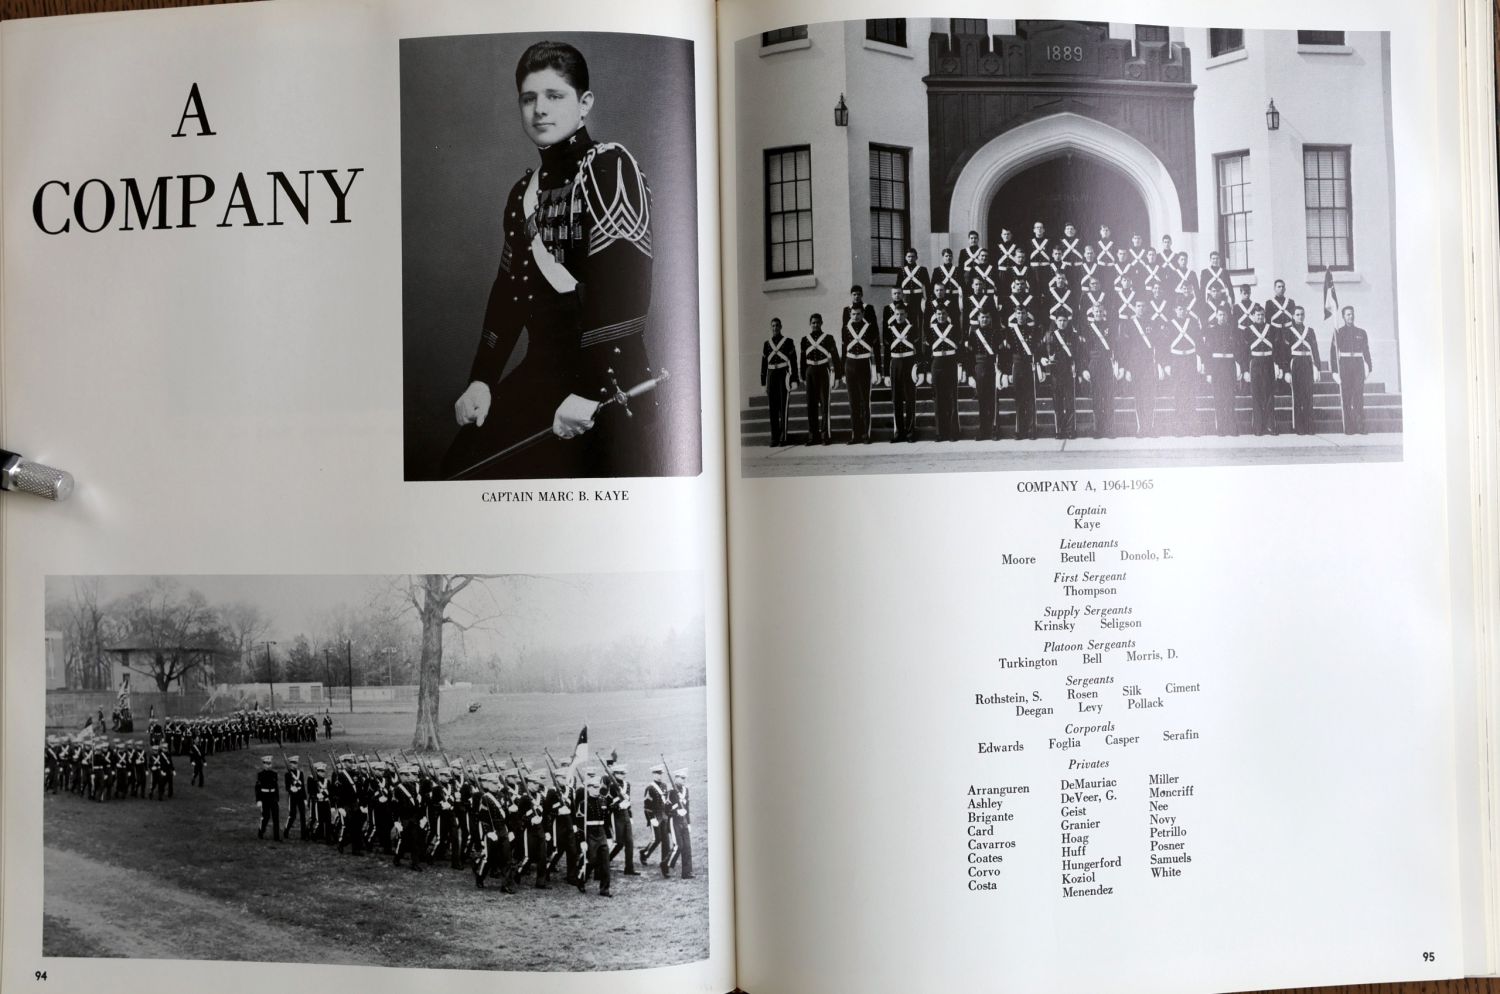 A
COMPANY
CAPTAIN MARC B. KAYE
94
1889
COMPANY A, 1964-1965
Captain
Kaye
Lieutenants
Moore Beutell Donolo, E.
First Sergeant
Thompson
Supply Sergeants
Krinsky Seligson
Platoon Sergeants
Turkington Bell Morris, D.
Sergeants
Rothstein, S. Rosen Silk Ciment
Deegan Levy Pollack
Corporals
Edwards Foglia Casper Serafin
Privates
Arranguren
Ashley
Brigante
Card
Cavarros
Coates
Corvo
Costa
DeMauriac
DeVeer, G.
Geist
Granier
Hoag
Huff
Hungerford
Koziol
Menendez
Miller
Moncriff
Nee
Novy
Petrillo
Posner
Samuels
White
95